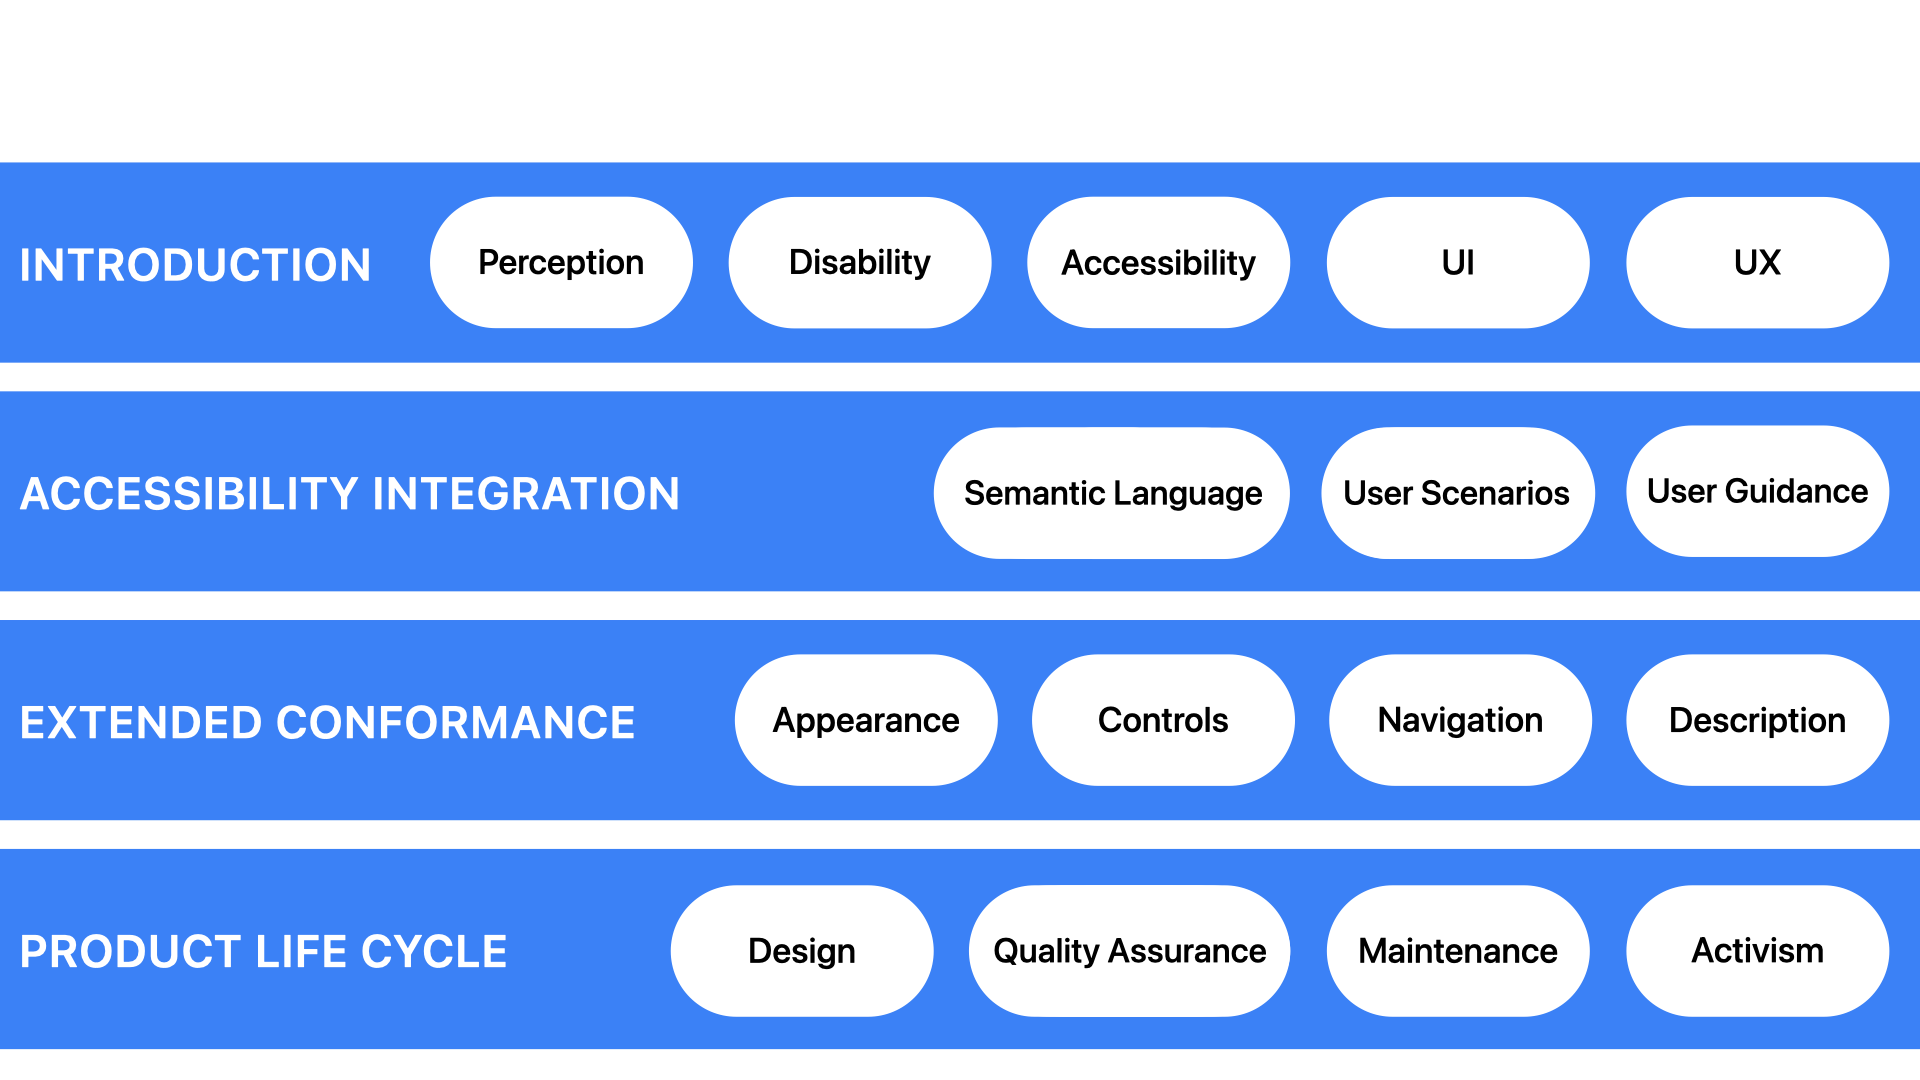 INTRODUCTION
Perception
Disability
Accessibility
UI
UX
ACCESSIBILITY INTEGRATION
Semantic Language
User Scenarios
User Guidance
EXTENDED CONFORMANCE
Appearance
Controls
Navigation
Description
PRODUCT LIFE CYCLE
Design
Quality Assurance
Maintenance
Activism